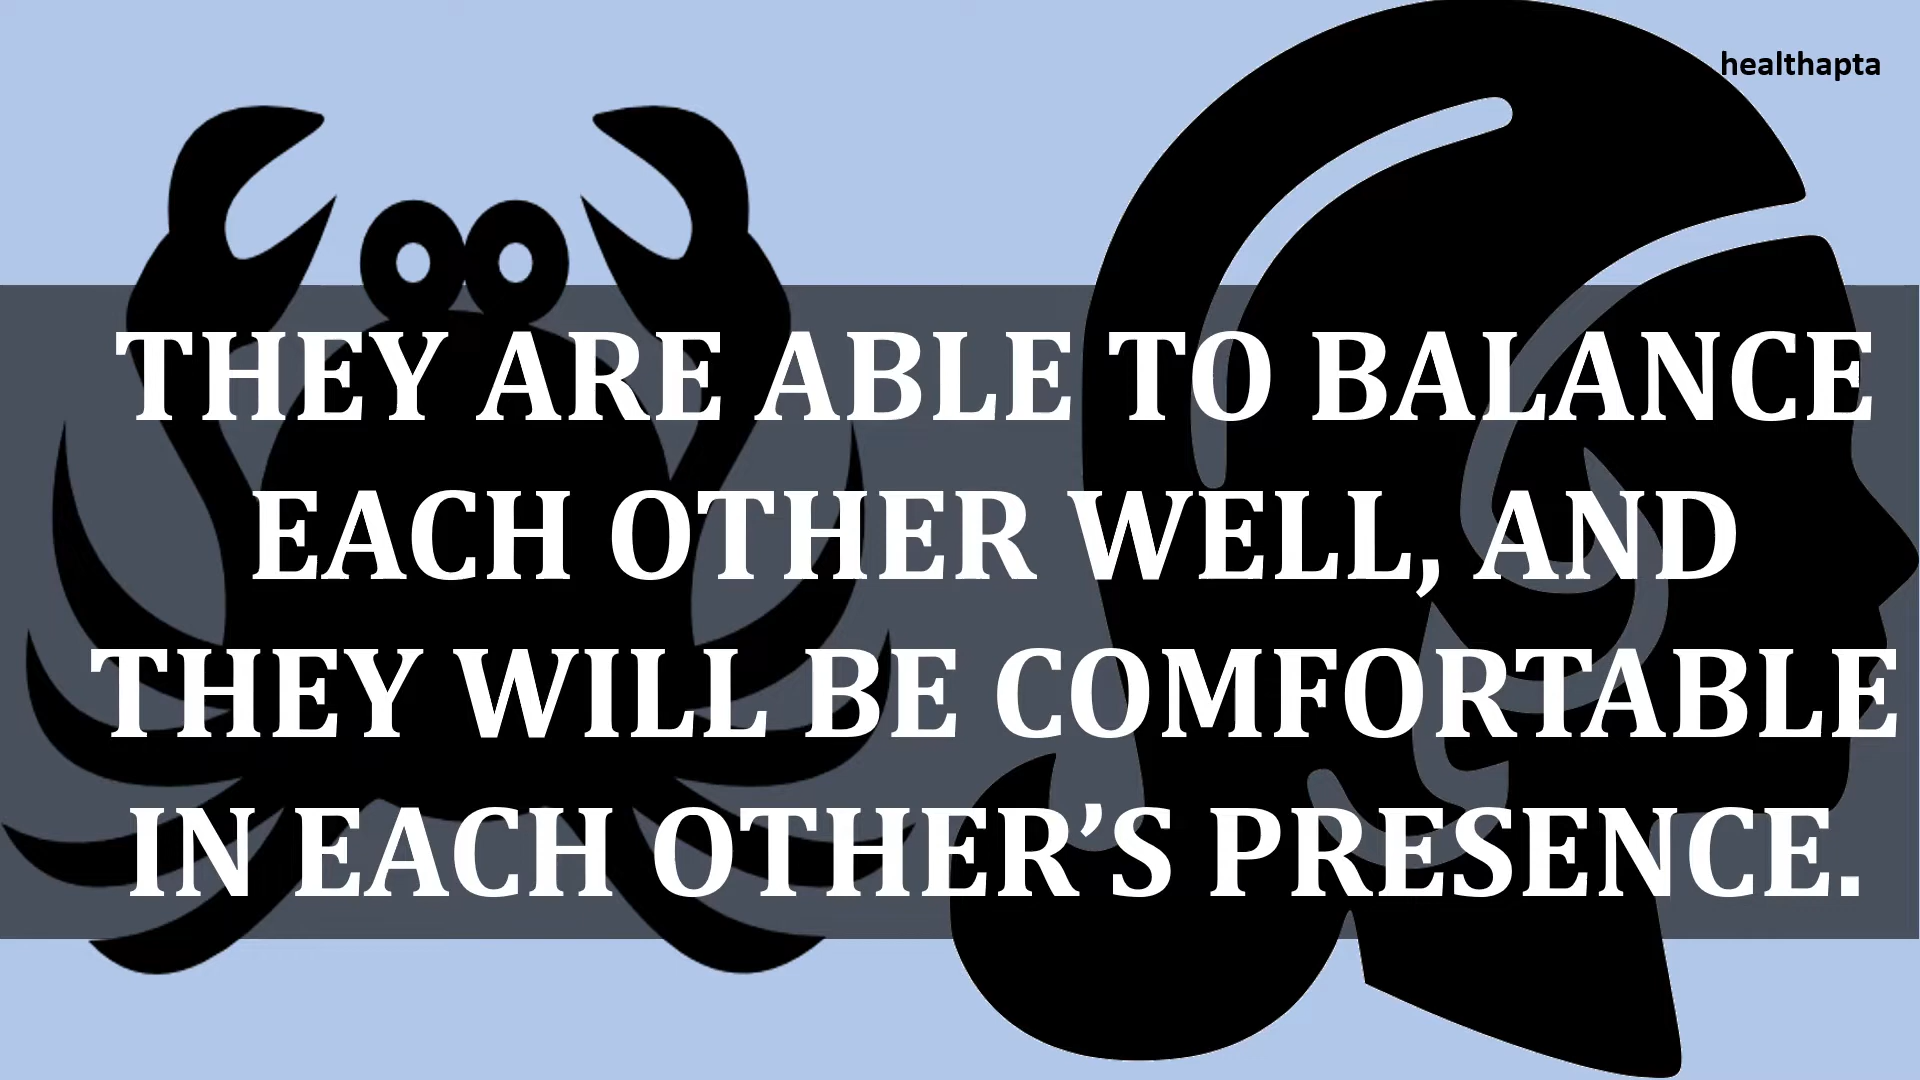 healthapta
THEY ARE ABLE TO BALANCE
EACH OTHER WELL, AND
THEY WILL BE COMFORTABLE
IN EACH OTHER’S PRESENCE.